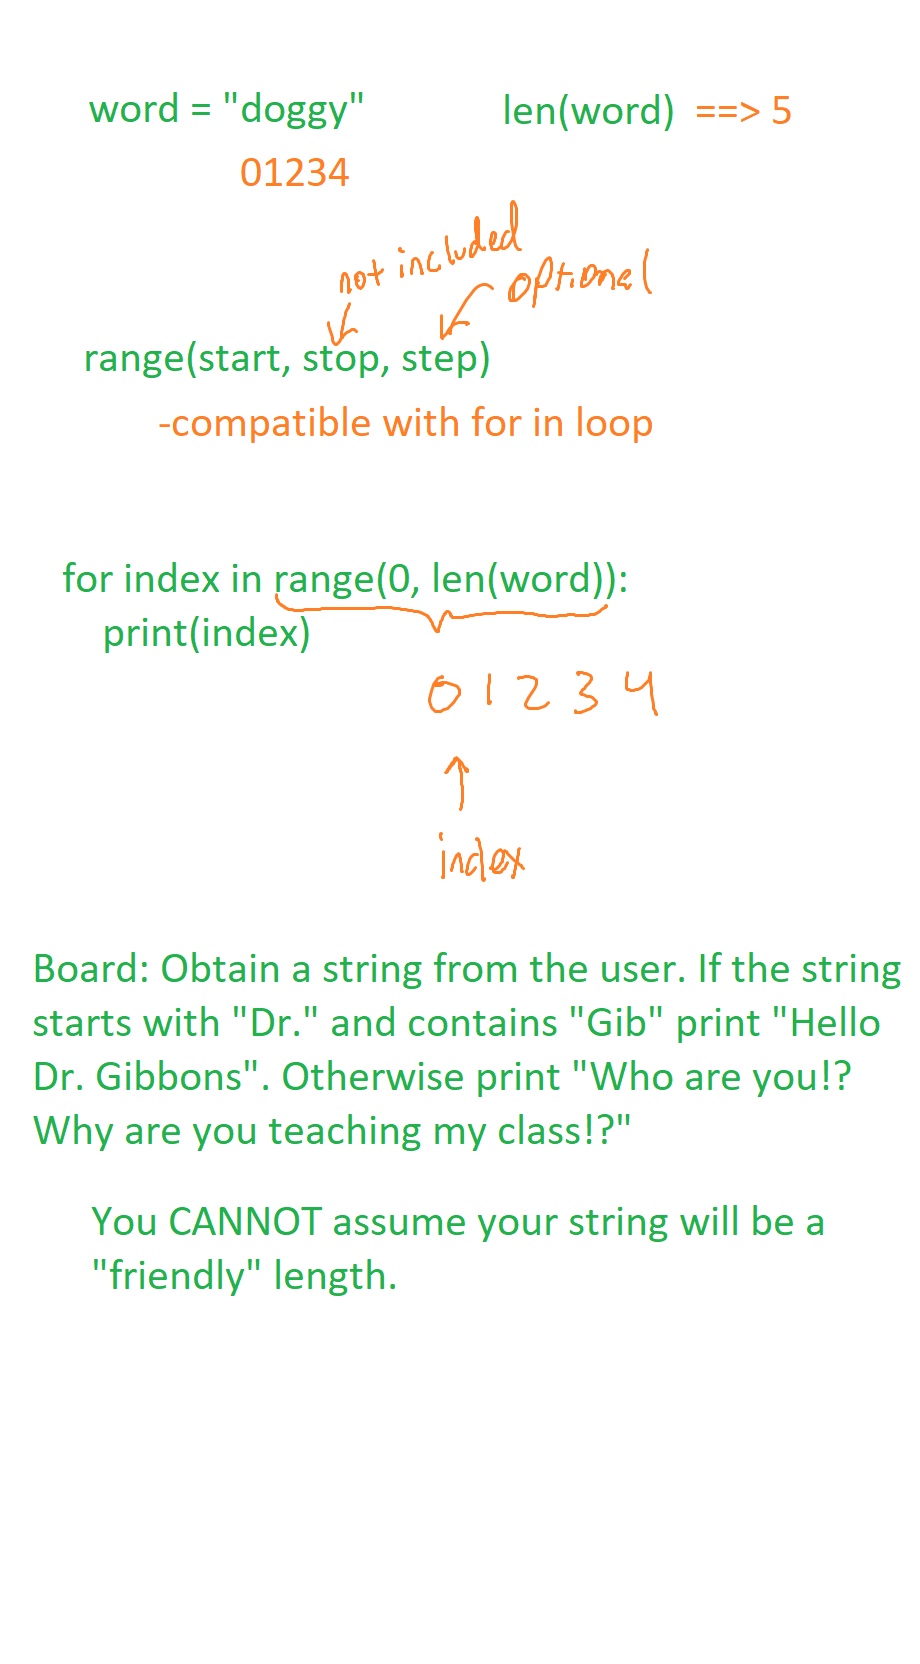 word = "doggy" len(word) ==> 5
01234
not included
optional
range(start, stop, step)
-compatible with for in loop
for index in range(0, len(word)):
print(index)
0 1 2 3 4
index
Board: Obtain a string from the user. If the string
starts with "Dr." and contains "Gib" print "Hello
Dr. Gibbons". Otherwise print "Who are you!?
Why are you teaching my class!?"
You CANNOT assume your string will be a
"friendly" length.